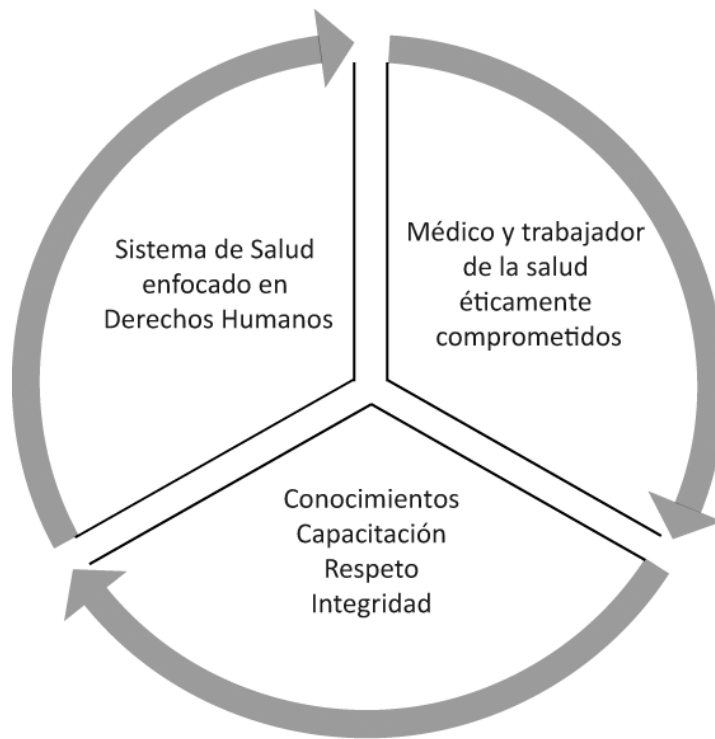 Sistema de Salud
enfocado en
Derechos Humanos
Médico y trabajador
de la salud
éticamente
comprometidos
Conocimientos
Capacitación
Respeto
Integridad